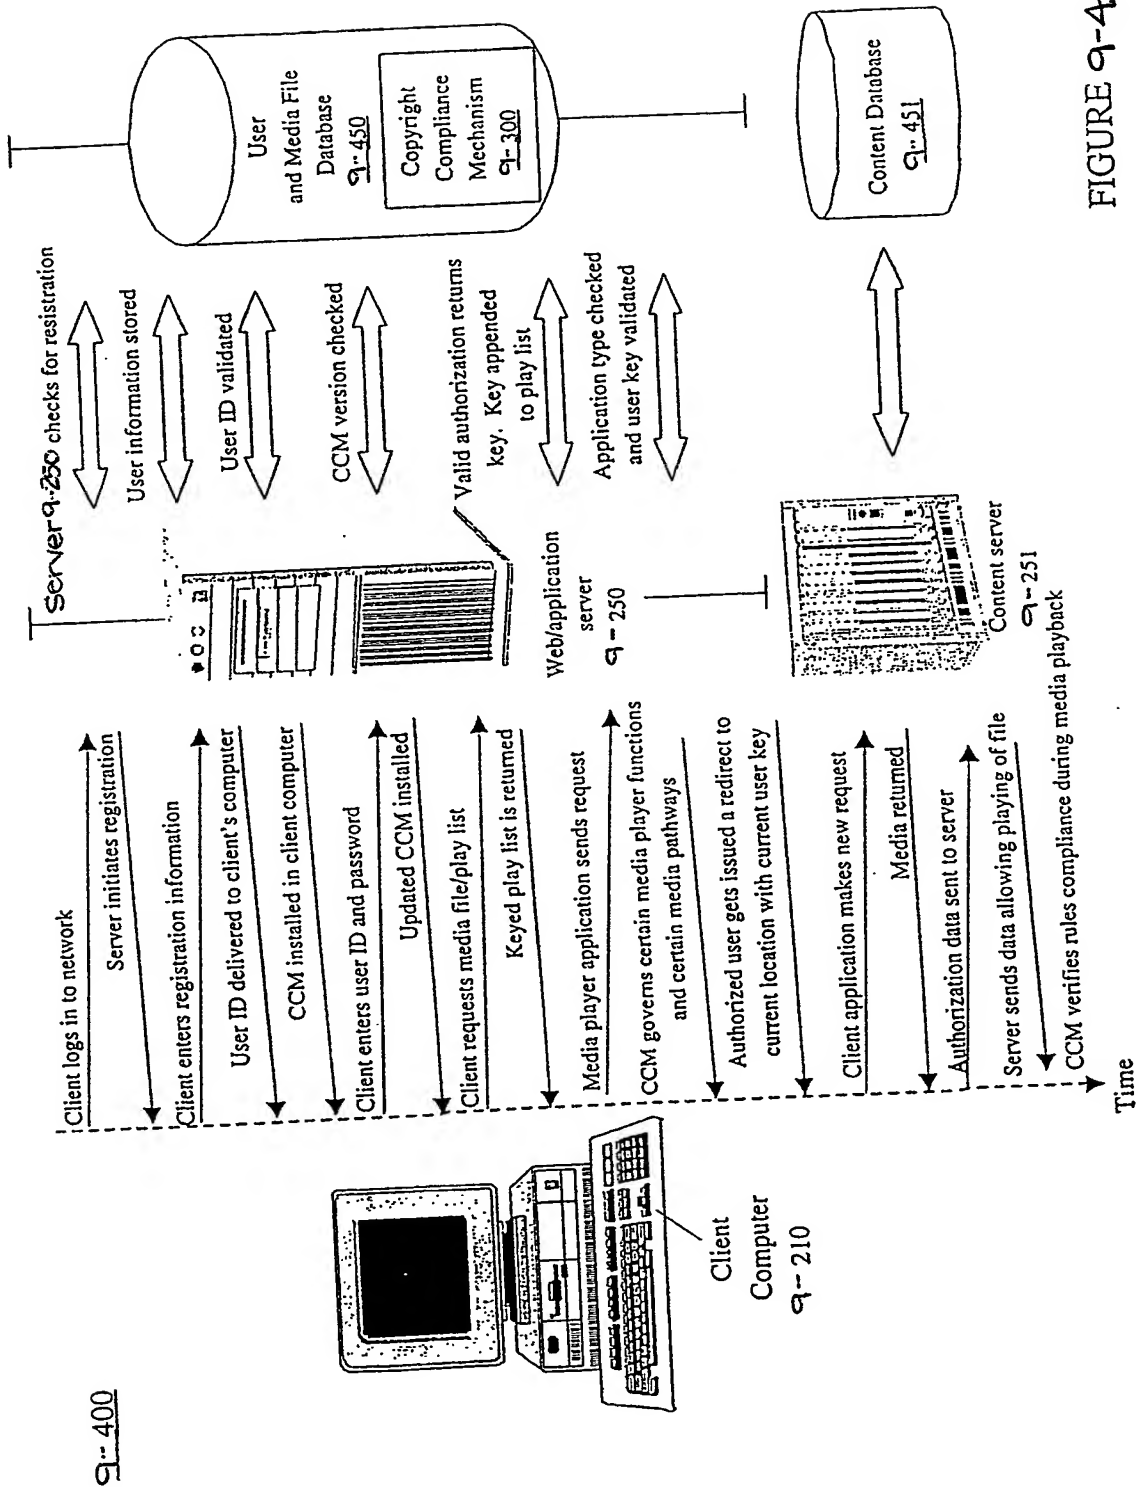 9-400
Client
Computer
9-210
Client logs in to network
Server initiates registration
Client enters registration information
User ID delivered to client's computer
CCM installed in client computer
Client enters user ID and password
Updated CCM installed
Client requests media file/play list
Keyed play list is returned
Media player application sends request
CCM governs certain media player functions
and certain media pathways
Authorized user gets issued a redirect to
current location with current user key
Client application makes new request
Media returned
Authorization data sent to server
Server sends data allowing playing of file
CCM verifies rules compliance during media playback
Time
Web/application
server
9-250
Content server
9-251
Server 9-250 checks for resistration
User information stored
User ID validated
CCM version checked
Valid authorization returns
key. Key appended
to play list
Application type checked
and user key validated
User
and Media File
Database
9-450
Copyright
Compliance
Mechanism
9-300
Content Database
9-451
FIGURE 9-4